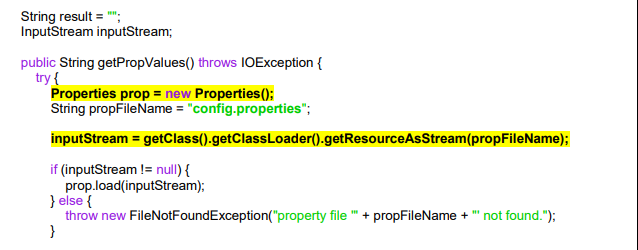 String result = "";
InputStream inputStream;
public String getPropValues() throws IOException {
try {
Properties prop = new Properties();
String propFileName = "config.properties";
inputStream = getClass().getClassLoader().getResourceAsStream(propFileName);
if (inputStream != null) {
prop.load(inputStream);
} else {
throw new FileNotFoundException("property file '" + propFileName + "' not found.");
}